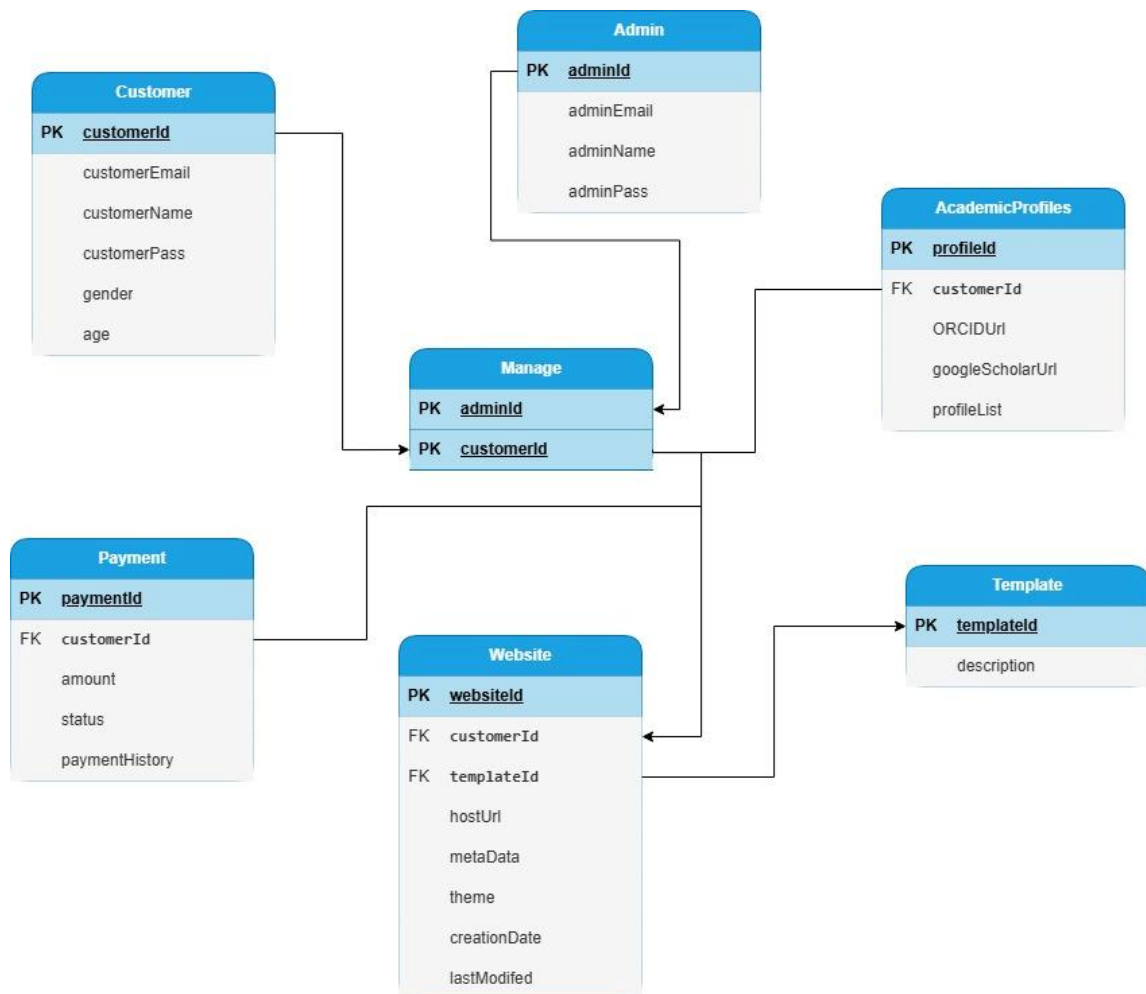 Admin
PK adminId
adminEmail
adminName
adminPass
Customer
PK customerId
customerEmail
customerName
customerPass
gender
age
AcademicProfiles
PK profileId
FK customerId
ORCIDUrl
googleScholarUrl
profileList
Manage
PK adminId
PK customerId
Payment
PK paymentId
FK customerId
amount
status
paymentHistory
Website
PK websiteId
FK customerId
FK templateId
hostUrl
metaData
theme
creationDate
lastModifed
Template
PK templateId
description